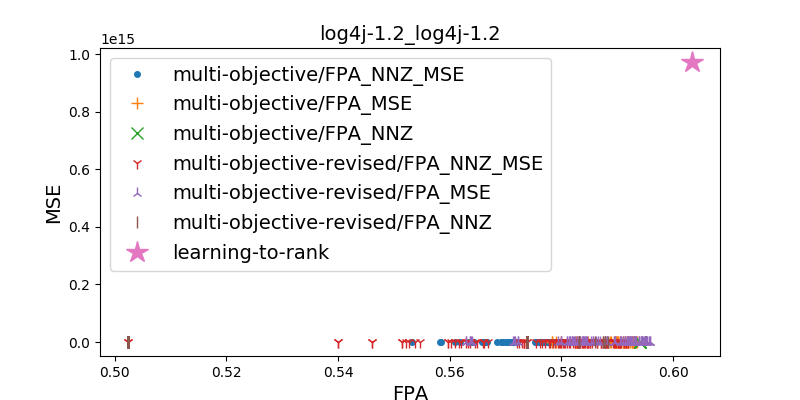 log4j-1.2_log4j-1.2
1e15
1.0
0.8
0.6
0.4
0.2
0.0
MSE
multi-objective/FPA_NNZ_MSE
multi-objective/FPA_MSE
multi-objective/FPA_NNZ
multi-objective-revised/FPA_NNZ_MSE
multi-objective-revised/FPA_MSE
multi-objective-revised/FPA_NNZ
learning-to-rank
0.50 0.52 0.54 0.56 0.58 0.60
FPA